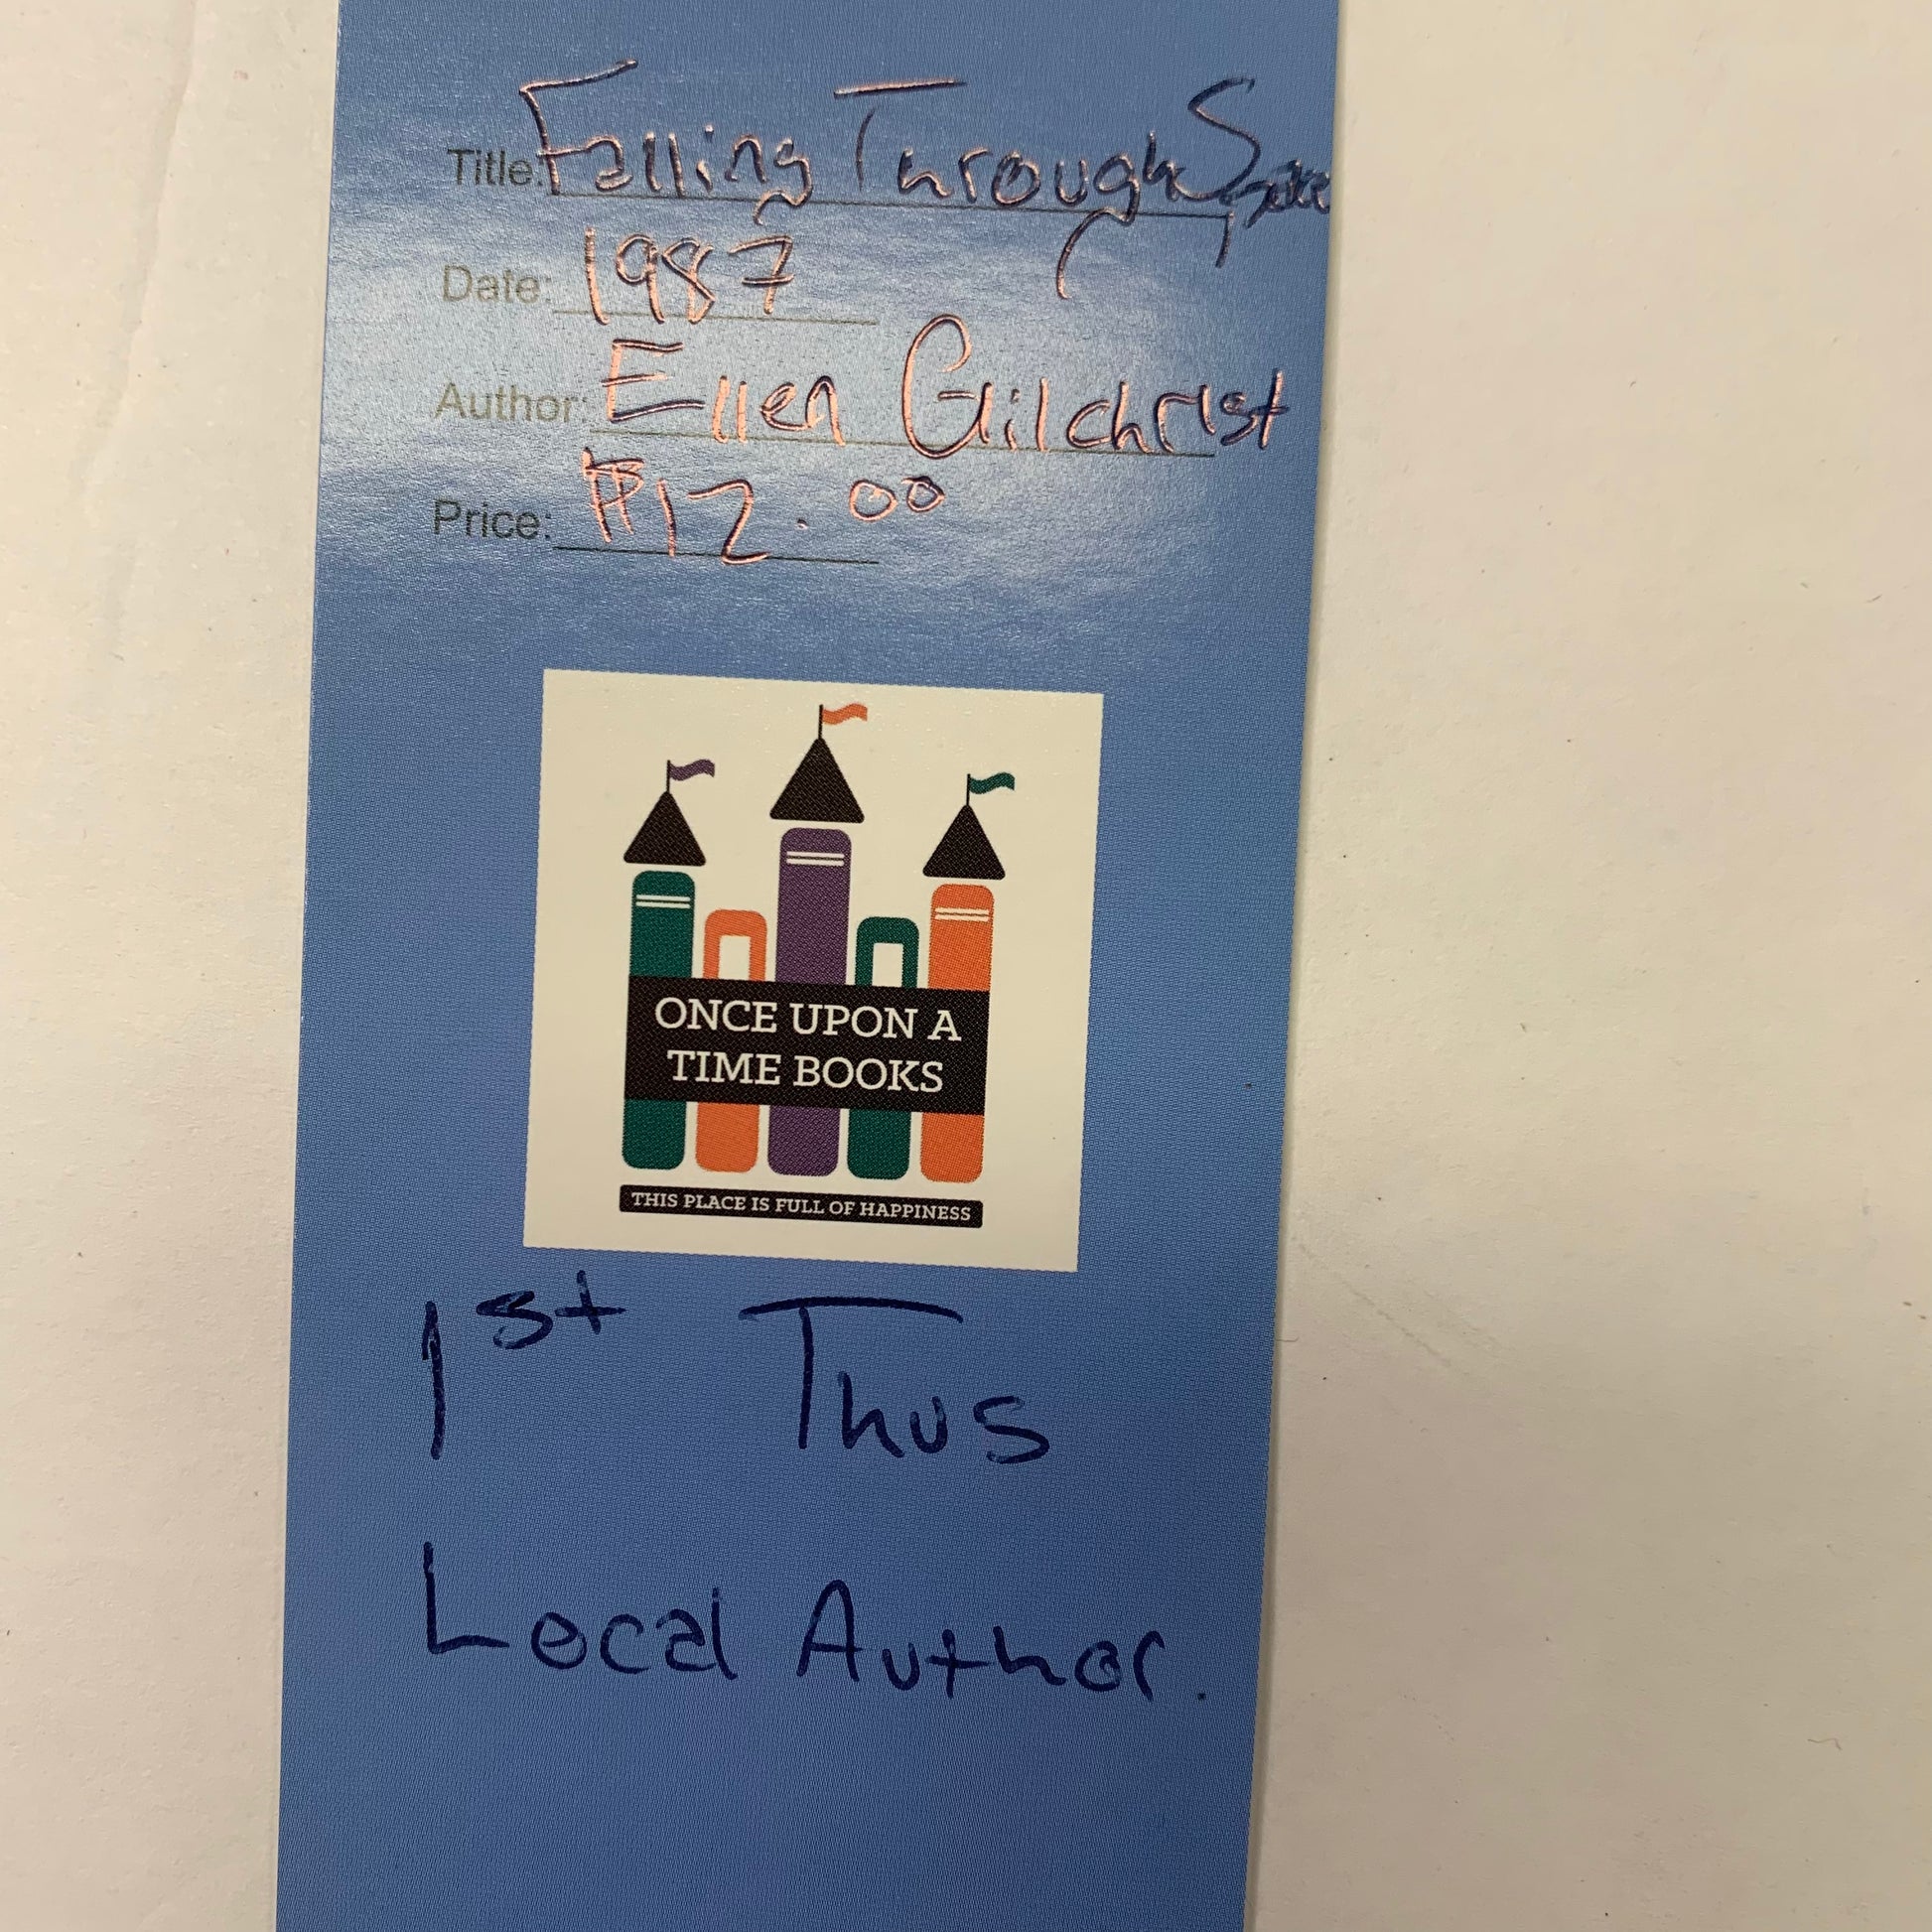 Title: Falling Through Space
Date: 1987
Author: Ellen Gilchrist
Price: $12.00
ONCE UPON A
TIME BOOKS
THIS PLACE IS FULL OF HAPPINESS
1st Thus
Local Author.